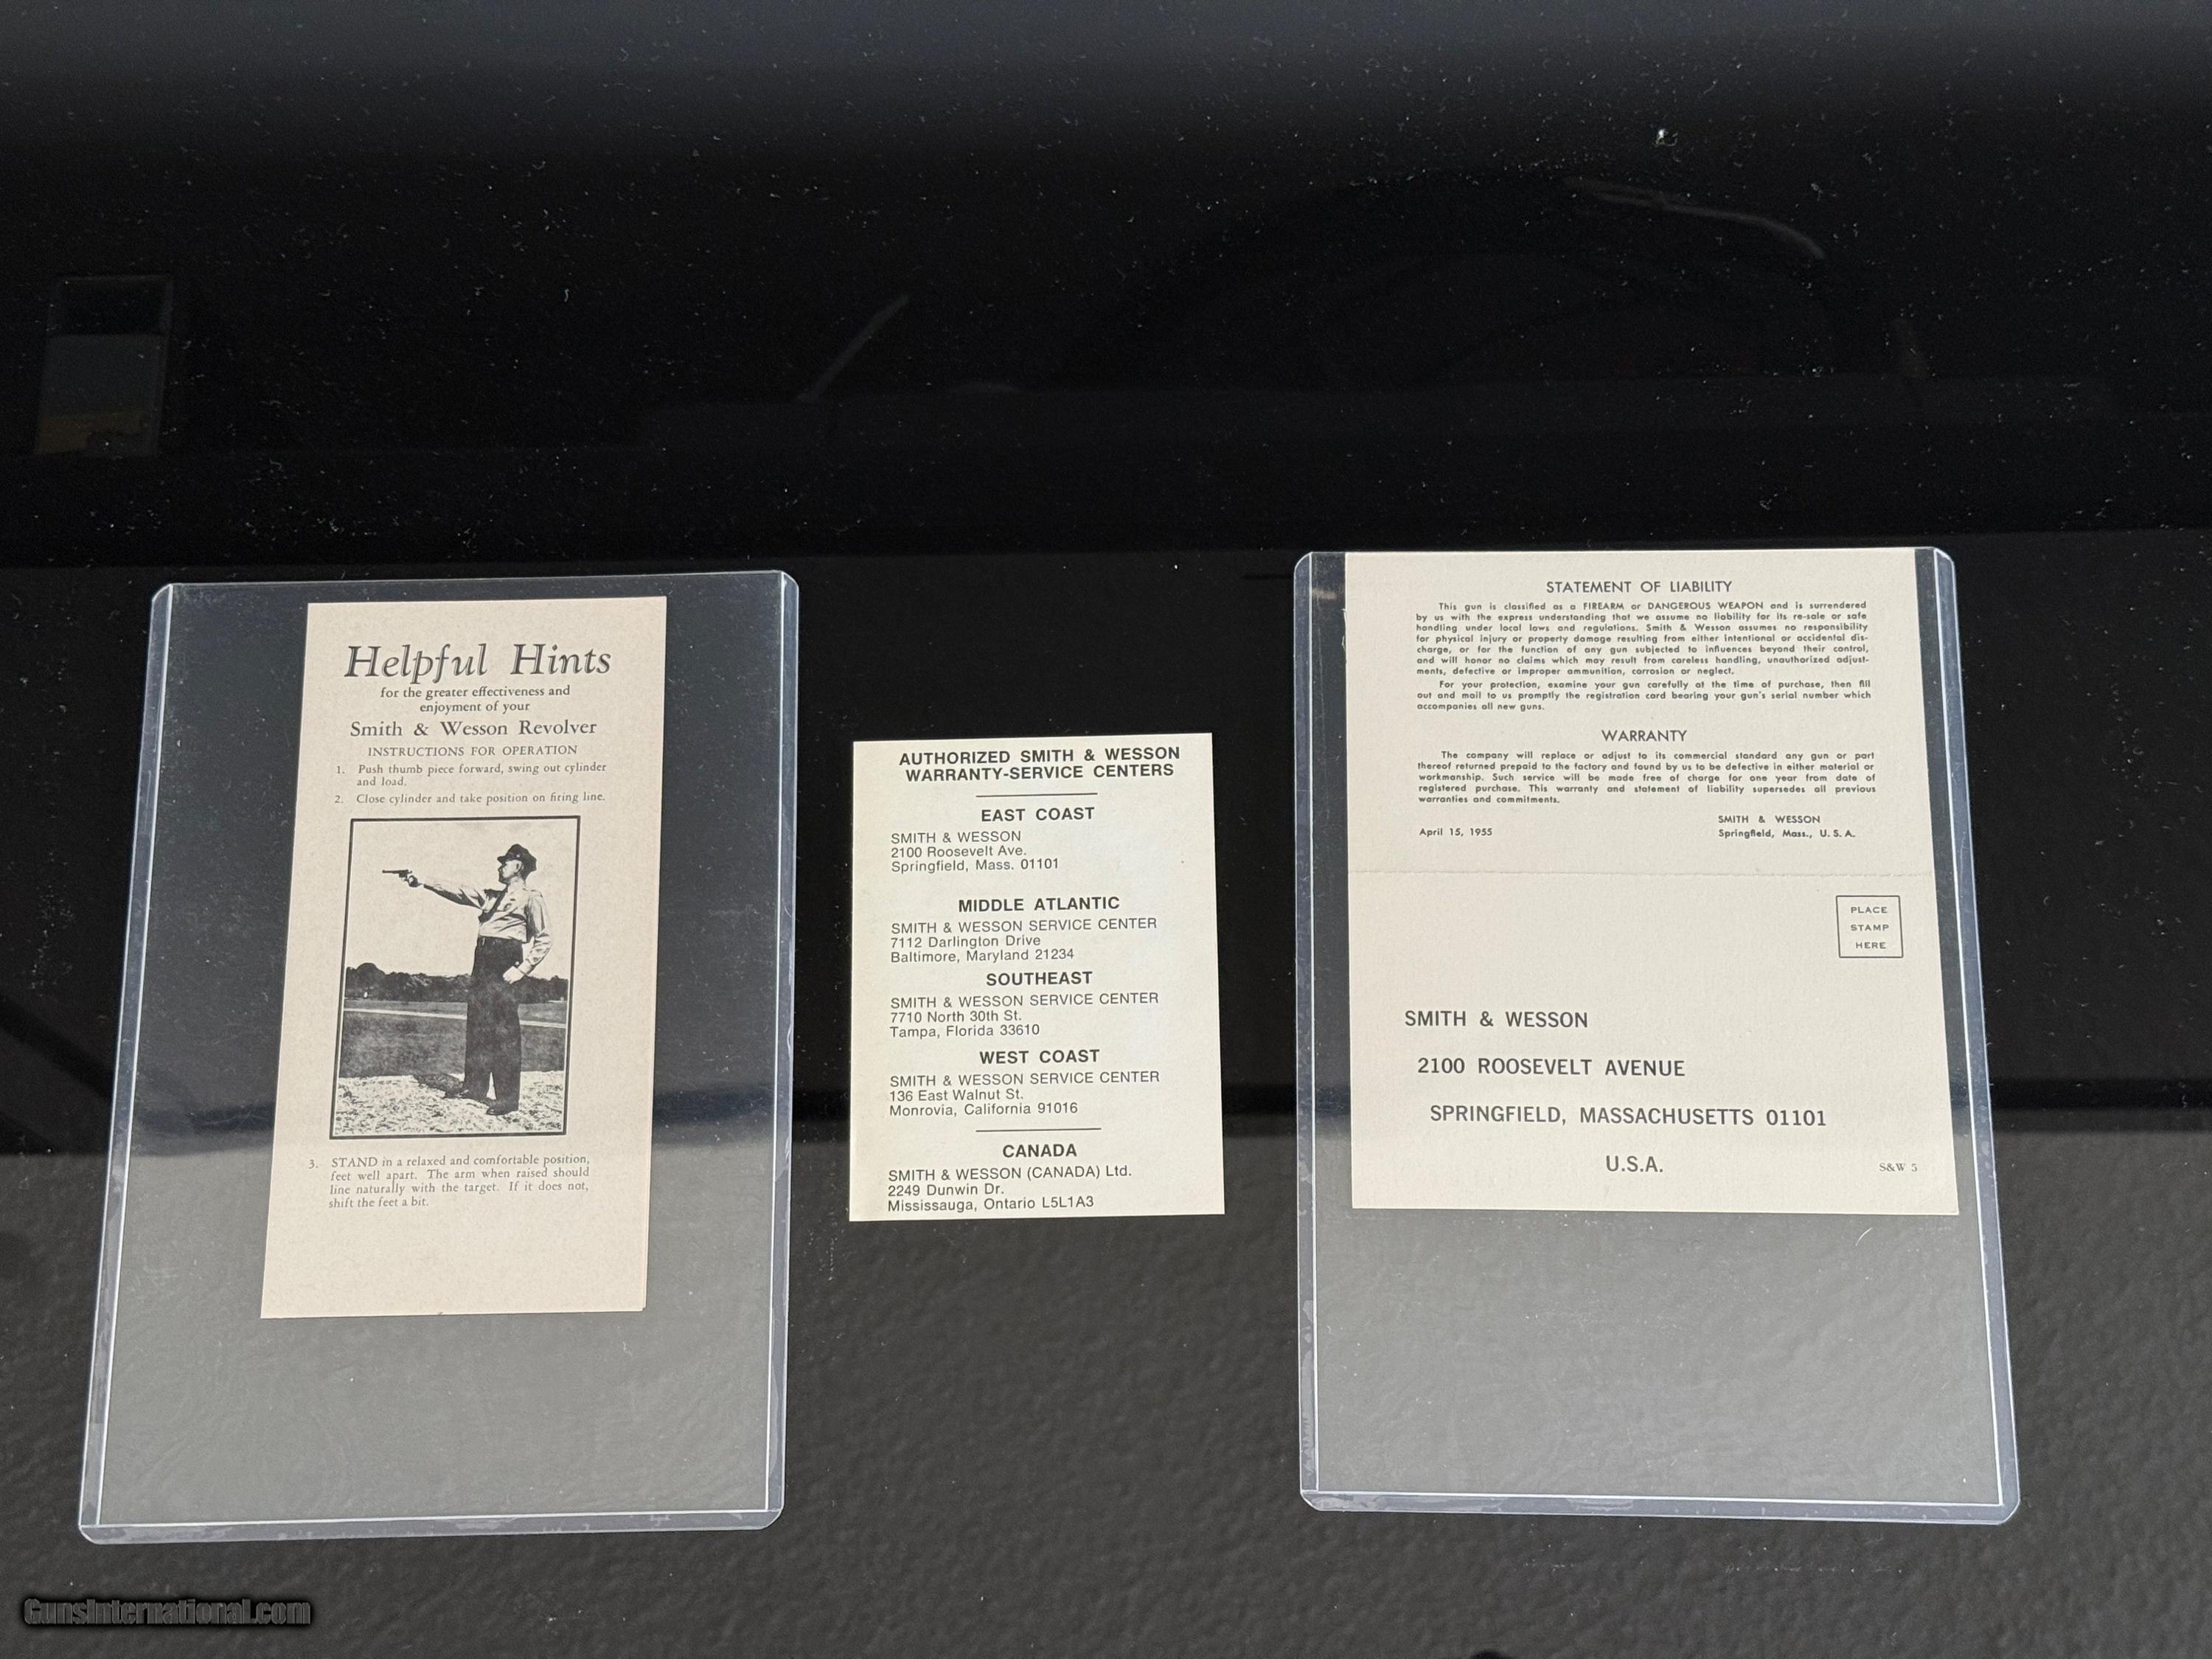 Helpful Hints
for the greater effectiveness and
enjoyment of your
Smith & Wesson Revolver
INSTRUCTIONS FOR OPERATION
1. Push thumb piece forward, swing out cylinder
and load.
2. Close cylinder and take position on firing line.
3. STAND in a relaxed and comfortable position,
feet well apart. The arm when raised should
line naturally with the target. If it does not,
shift the feet a bit.
AUTHORIZED SMITH & WESSON
WARRANTY-SERVICE CENTERS
EAST COAST
SMITH & WESSON
2100 Roosevelt Ave.
Springfield, Mass. 01101
MIDDLE ATLANTIC
SMITH & WESSON SERVICE CENTER
7112 Darlington Drive
Baltimore, Maryland 21234
SOUTHEAST
SMITH & WESSON SERVICE CENTER
7710 North 30th St.
Tampa, Florida 33610
WEST COAST
SMITH & WESSON SERVICE CENTER
136 East Walnut St.
Monrovia, California 91016
CANADA
SMITH & WESSON (CANADA) Ltd.
2249 Dunwin Dr.
Mississauga, Ontario L5L1A3
STATEMENT OF LIABILITY
This gun is classified as a FIREARM or DANGEROUS WEAPON and is surrendered
by us with the express understanding that we assume no liability for its re-sale or safe
handling under local laws and regulations. Smith & Wesson assumes no responsibility
for physical injury or property damage resulting from either intentional or accidental dis-
charge, or for the function of any gun subjected to influences beyond their control,
and will honor no claims which may result from careless handling, unauthorized adjust-
ments, defective or improper ammunition, corrosion or neglect.
For your protection, examine your gun carefully at the time of purchase, then fill
out and mail to us promptly the registration card bearing your gun's serial number which
accompanies all new guns.
WARRANTY
The company will replace or adjust to its commercial standard any gun or part
thereof returned prepaid to the factory and found by us to be defective in either material or
workmanship. Such service will be made free of charge for one year from date of
registered purchase. This warranty and statement of liability supersedes all previous
warranties and commitments.
SMITH & WESSON
April 15, 1955 Springfield, Mass., U. S. A.
PLACE
STAMP
HERE
SMITH & WESSON
2100 ROOSEVELT AVENUE
SPRINGFIELD, MASSACHUSETTS 01101
U.S.A.
S&W 5
GunsInternational.com